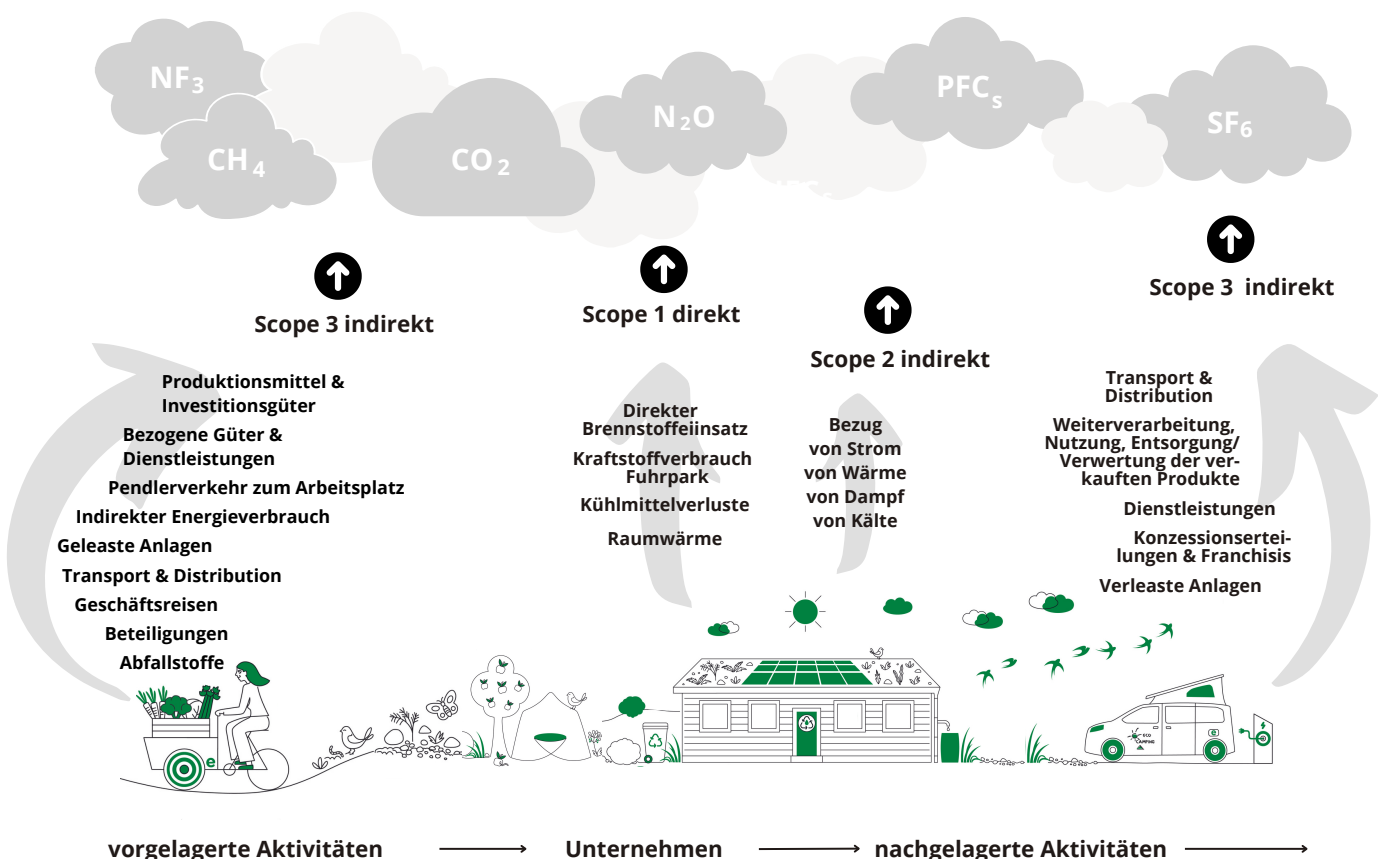 NF3
CH4
CO2
N2O
PFCs
SF6
Scope 3 indirekt
Produktionsmittel &
Investitionsgüter
Bezogene Güter &
Dienstleistungen
Pendlerverkehr zum Arbeitsplatz
Indirekter Energieverbrauch
Geleaste Anlagen
Transport & Distribution
Geschäftsreisen
Beteiligungen
Abfallstoffe
Scope 1 direkt
Direkter
Brennstoffeiinsatz
Kraftstoffverbrauch
Fuhrpark
Kühlmittelverluste
Raumwärme
Scope 2 indirekt
Bezug
von Strom
von Wärme
von Dampf
von Kälte
Scope 3 indirekt
Transport &
Distribution
Weiterverarbeitung,
Nutzung, Entsorgung/
Verwertung der ver-
kauften Produkte
Dienstleistungen
Konzessionsertei-
lungen & Franchisis
Verleaste Anlagen
e
ECO
CAMPING
e
vorgelagerte Aktivitäten
Unternehmen
nachgelagerte Aktivitäten